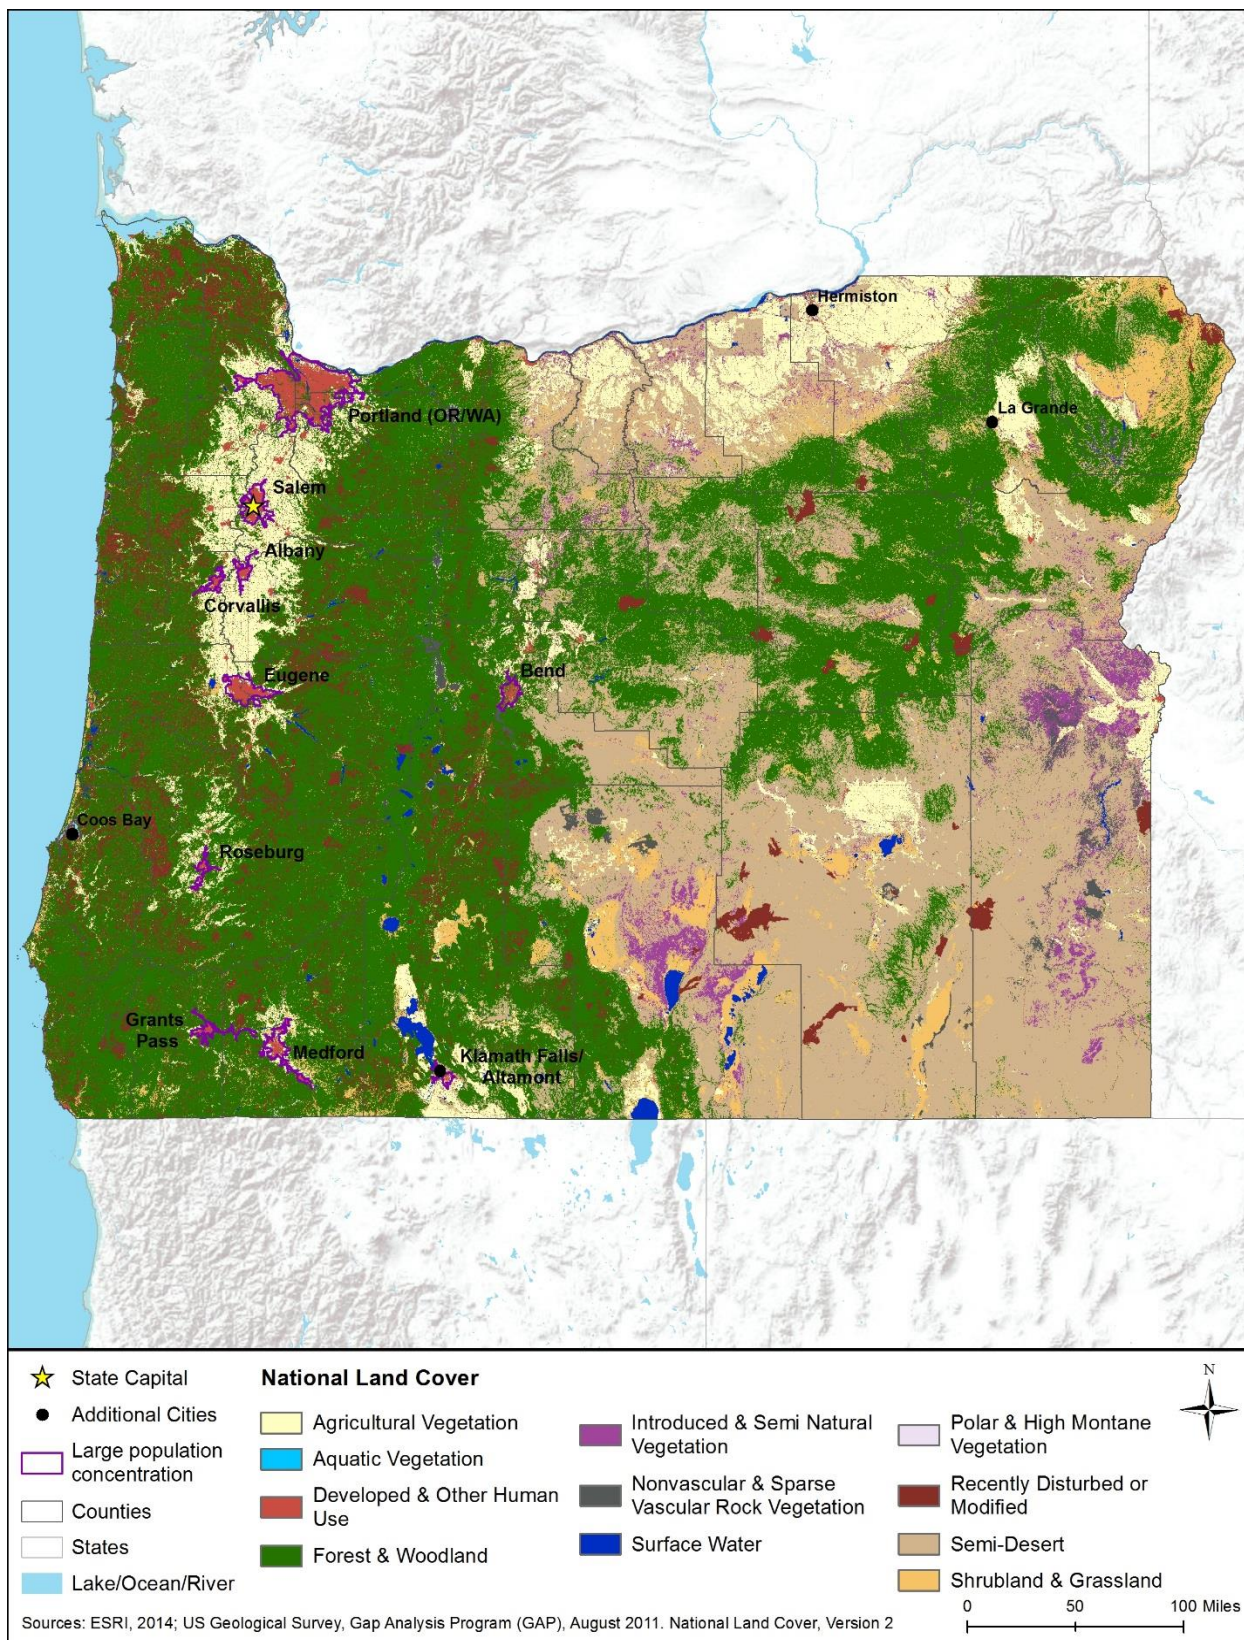 Hermiston
La Grande
Portland (OR/WA)
Salem
Albany
Corvallis
Eugene
Bend
Coos Bay
Roseburg
Grants
Pass
Medford
Klamath Falls/
Altamont
State Capital
Additional Cities
Large population
concentration
Counties
States
Lake/Ocean/River
National Land Cover
Agricultural Vegetation
Aquatic Vegetation
Developed & Other Human
Use
Forest & Woodland
Introduced & Semi Natural
Vegetation
Nonvascular & Sparse
Vascular Rock Vegetation
Surface Water
Polar & High Montane
Vegetation
Recently Disturbed or
Modified
Semi-Desert
Shrubland & Grassland
N
0 50 100 Miles
Sources: ESRI, 2014; US Geological Survey, Gap Analysis Program (GAP), August 2011. National Land Cover, Version 2